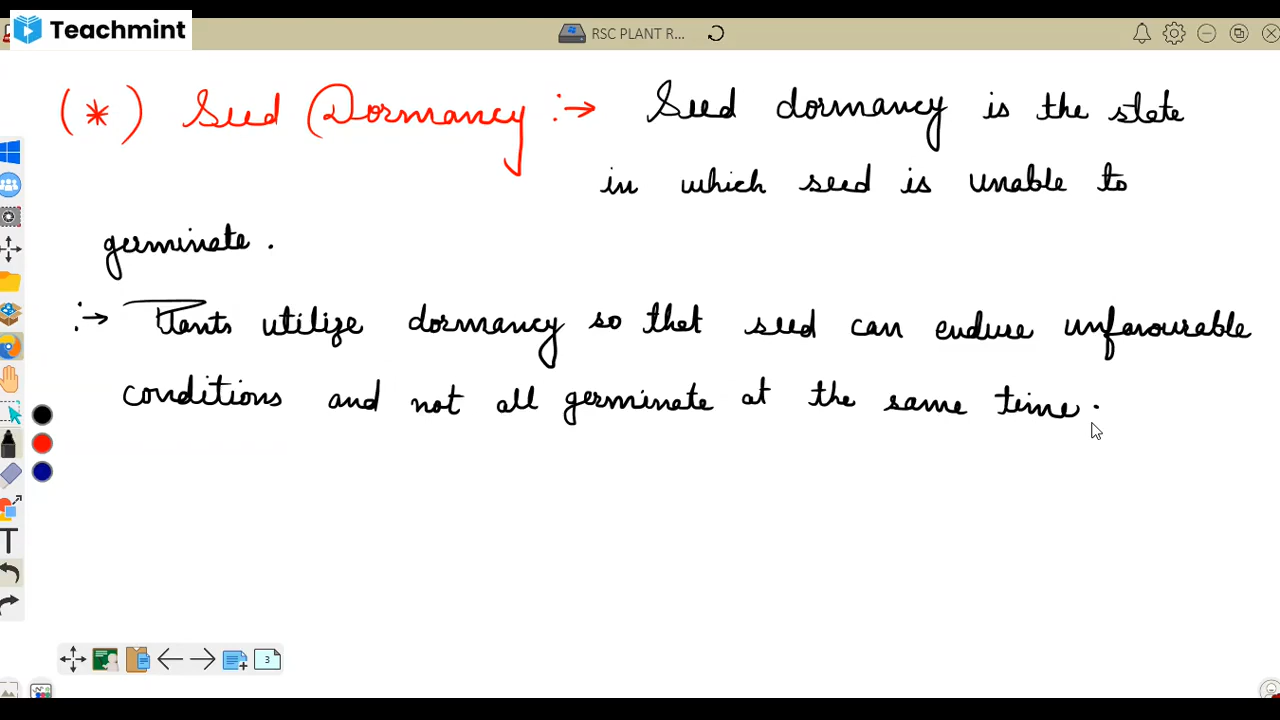 Teachmint
RSC PLANT R...
(*) Seed Dormancy :→ Seed dormancy is the state
in which seed is unable to
germinate.
:→ Plants utilize dormancy so that seed can endure unfavourable
conditions and not all germinate at the same time.
3
T